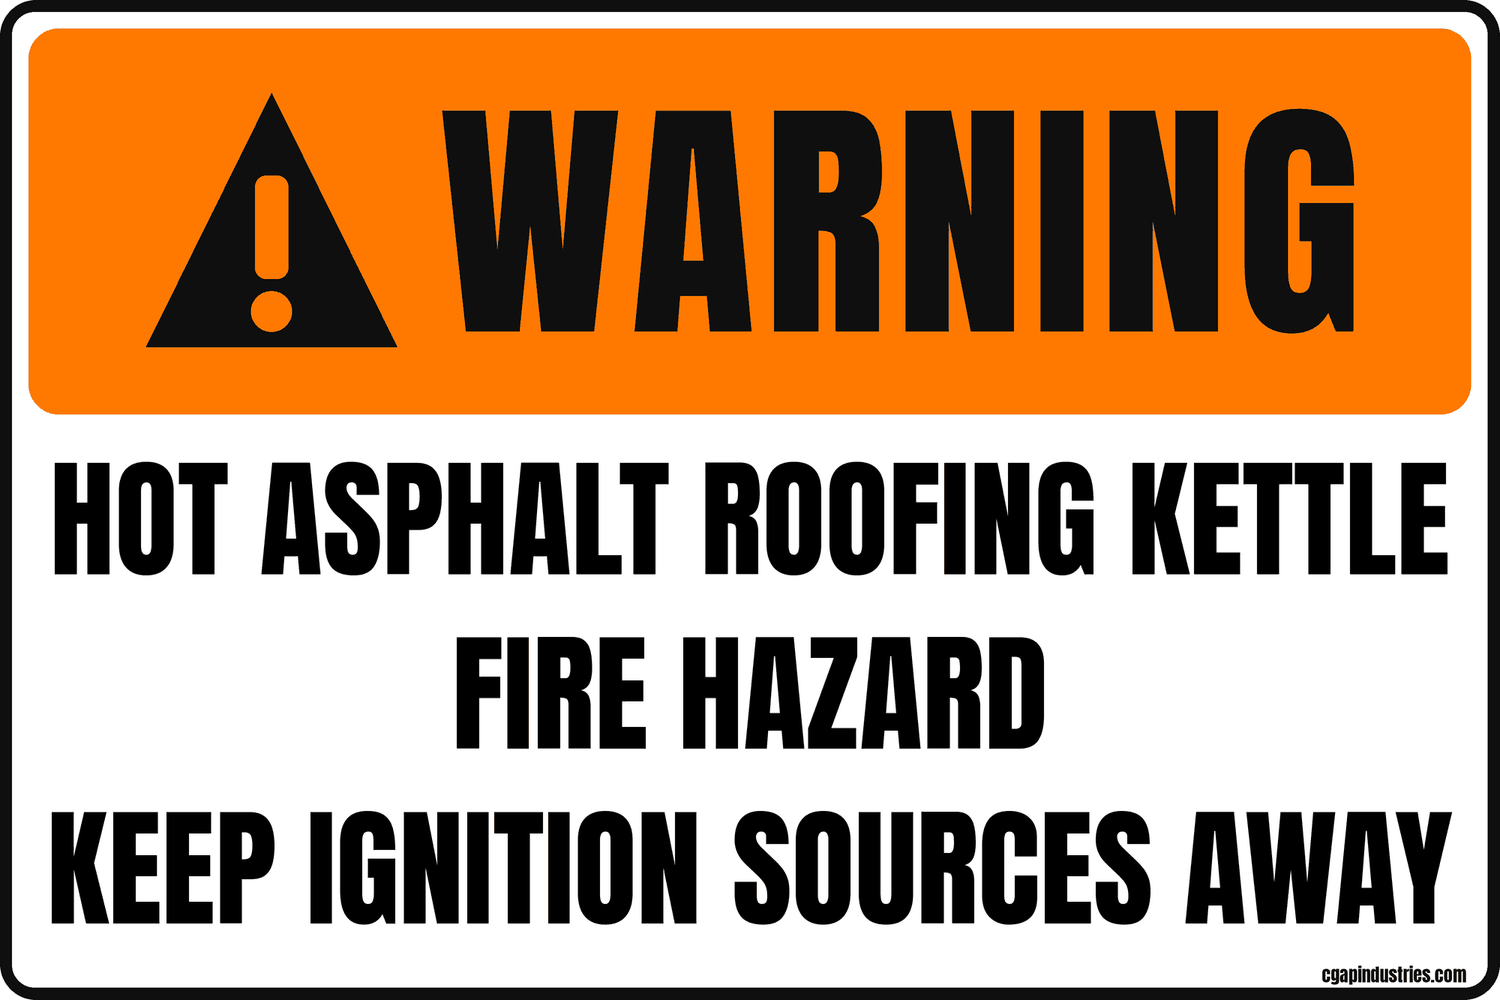 WARNING
HOT ASPHALT ROOFING KETTLE
FIRE HAZARD
KEEP IGNITION SOURCES AWAY
cgapindustries.com